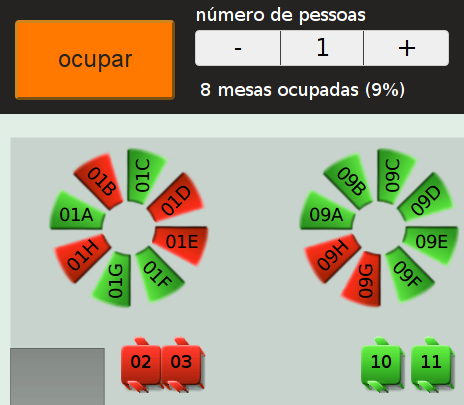 número de pessoas
ocupar
- 1 +
8 mesas ocupadas (9%)
01A 01B 01C 01D 01E 01F 01G 01H
09A 09B 09C 09D 09E 09F 09G 09H
02 03 10 11